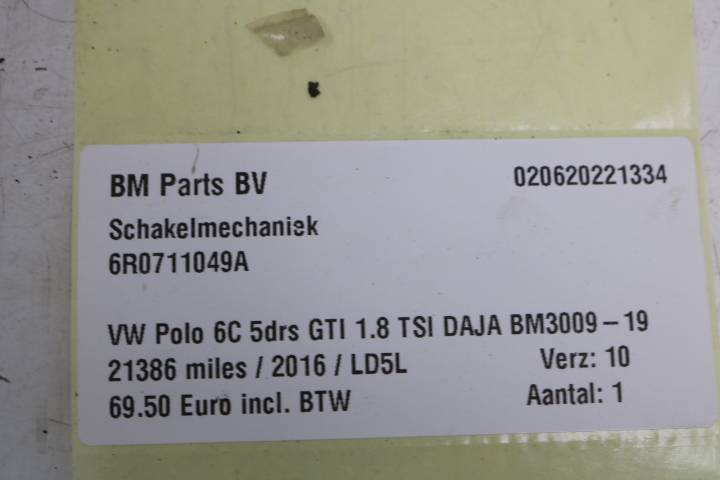 BM Parts BV 020620221334
Schakelmechaniek
6R0711049A
VW Polo 6C 5drs GTI 1.8 TSI DAJA BM3009-19
21386 miles / 2016 / LD5L Verz: 10
69.50 Euro incl. BTW Aantal: 1